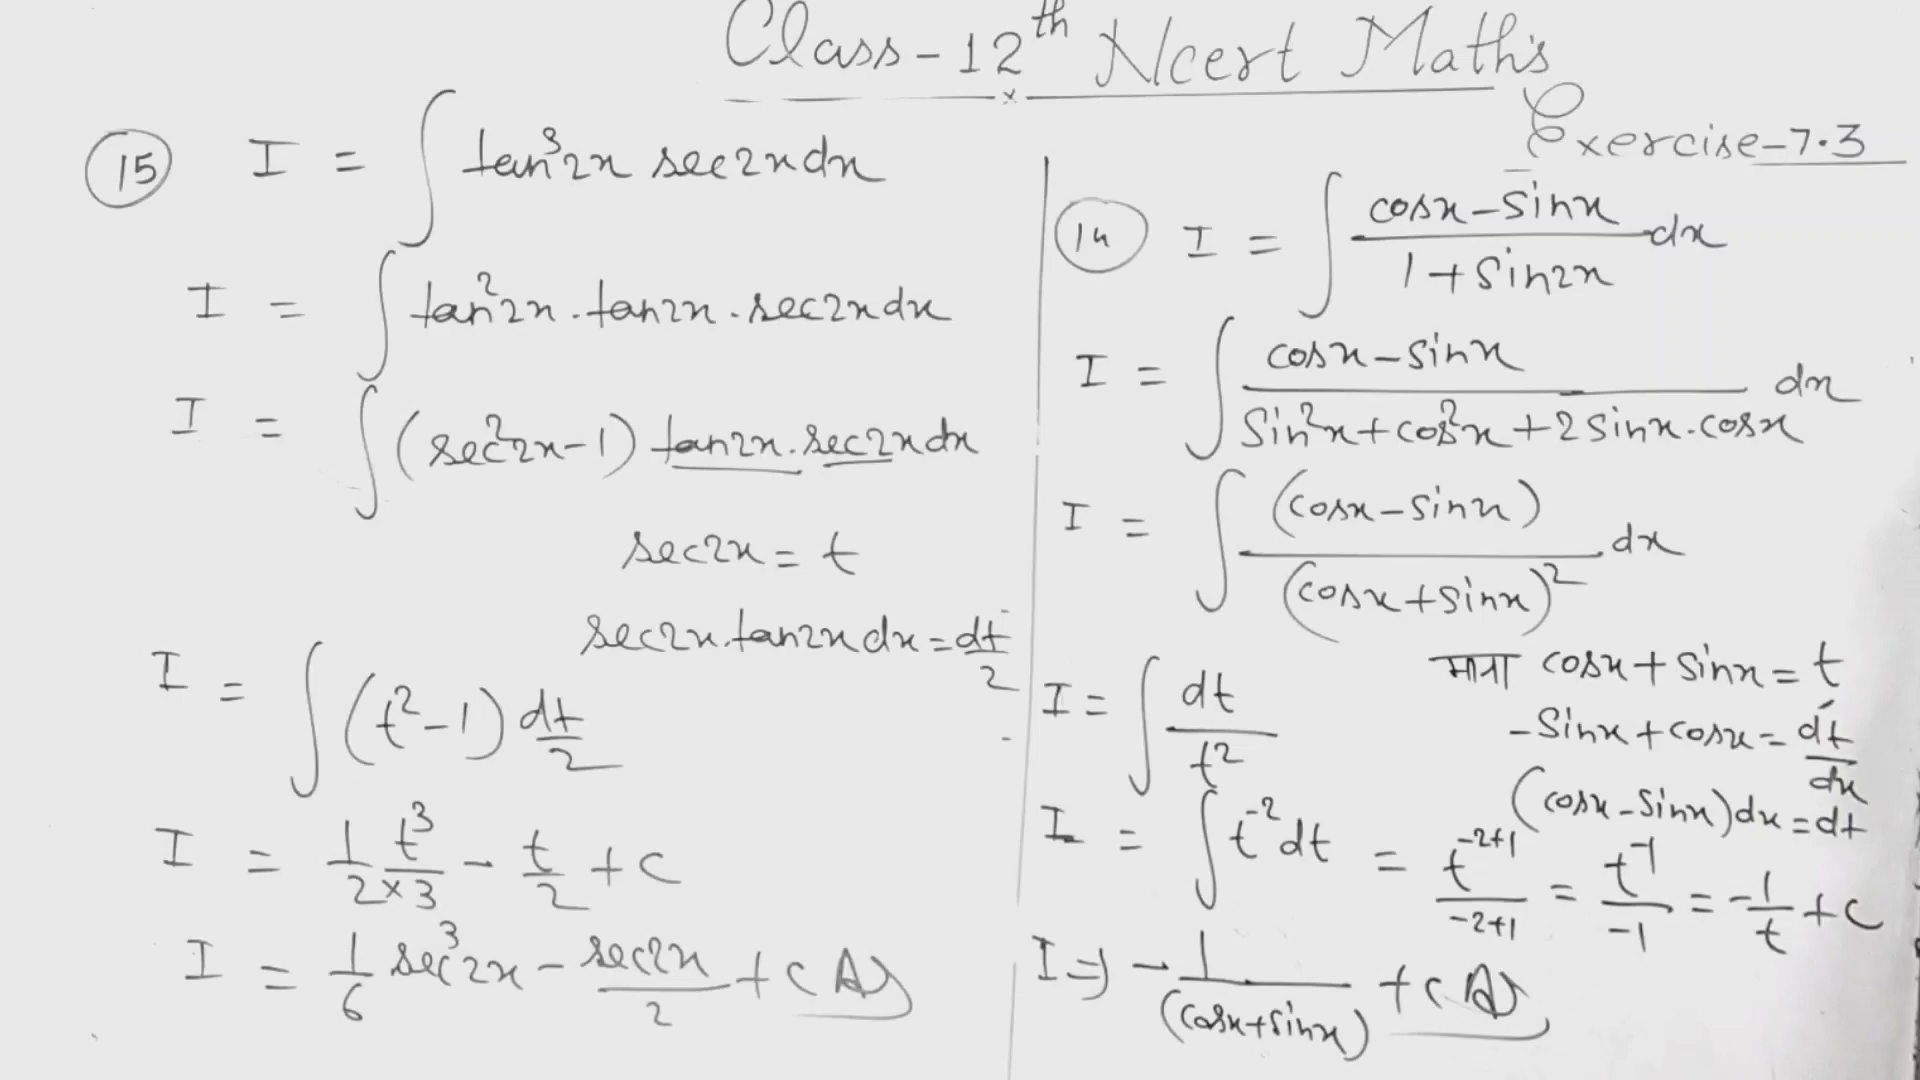 Class-12th Ncert Math's
Exercise-7.3
(15) I = ∫ tan³2x sec2x dx
I = ∫ tan²2x . tan2x . sec2x dx
I = ∫ (sec²2x-1) tan2x . sec2x dx
sec2x = t
sec2x . tan2x dx = dt/2
I = ∫ (t²-1) dt/2
I = 1/2 t³/×3 - t/2 + c
I = 1/6 sec³2x - sec2x/2 + c A
(14) I = ∫ cosx-sinx/1+sin2x dx
I = ∫ cosx-sinx/sin²x+cos²x+2sinx.cosx dx
I = ∫ (cosx-sinx)/(cosx+sinx)² dx
माना cosx+sinx = t
-sinx+cosx = dt/dx
(cosx-sinx)dx = dt
I = ∫ dt/t²
I = ∫ t⁻² dt = t⁻²⁺¹/-2+1 = t⁻¹/-1 = -1/t + c
I ⇒ -1/(cosx+sinx) + c A